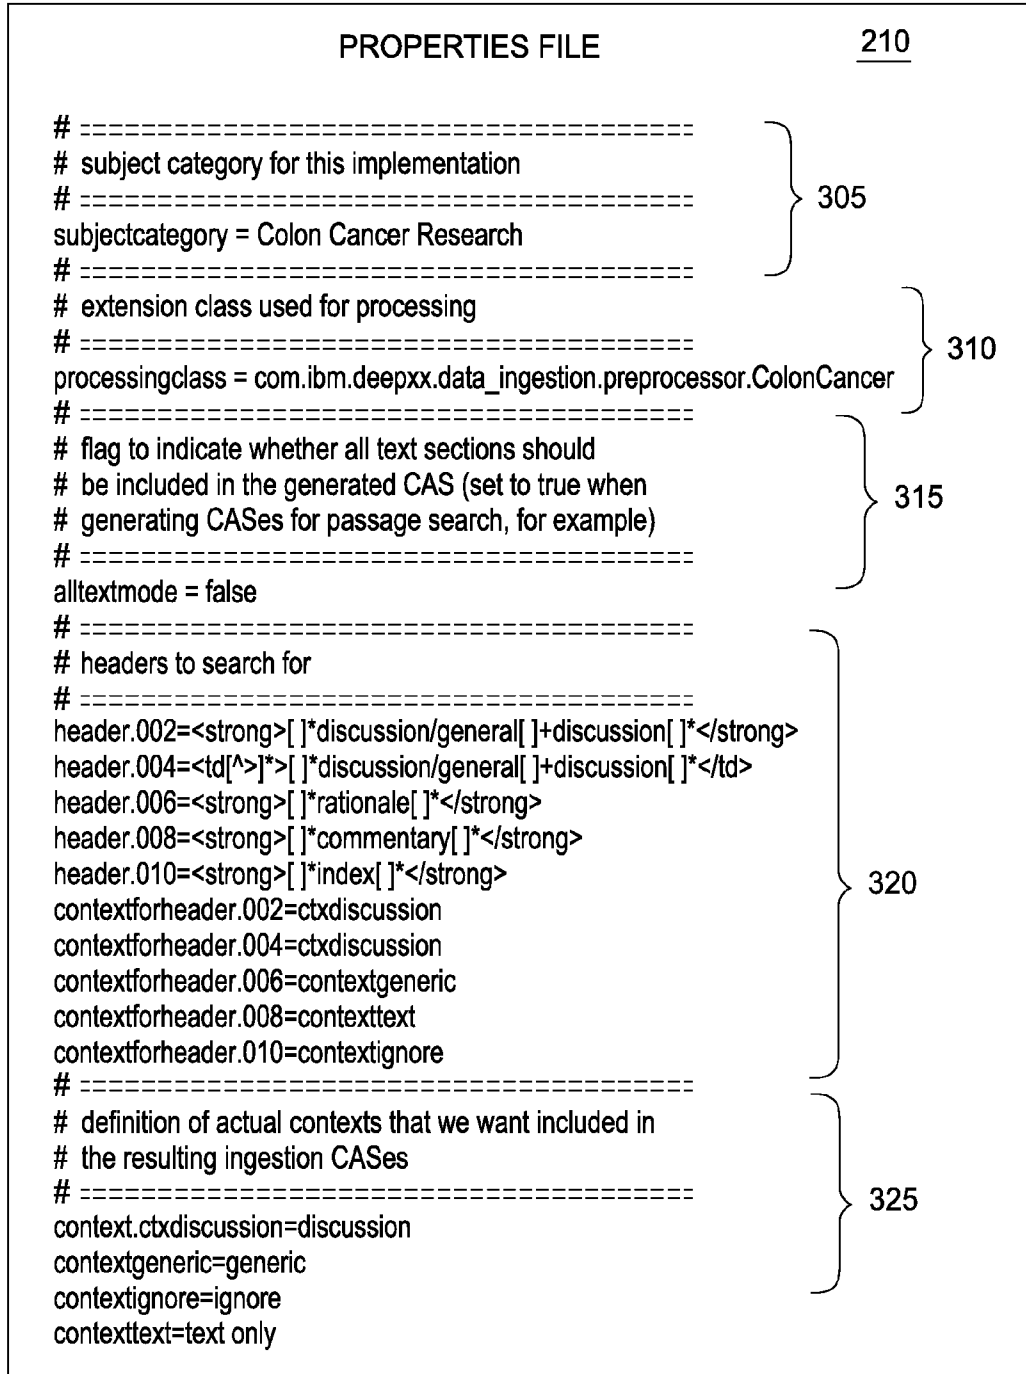 PROPERTIES FILE 210
# ====================================
# subject category for this implementation
# ====================================
305
subjectcategory = Colon Cancer Research
# ====================================
# extension class used for processing
# ====================================
310
processingclass = com.ibm.deepxx.data_ingestion.preprocessor.ColonCancer
# ====================================
# flag to indicate whether all text sections should
# be included in the generated CAS (set to true when
315
# generating CASes for passage search, for example)
# ====================================
alltextmode = false
# ====================================
# headers to search for
# ====================================
header.002=<strong>[ ]*discussion/general[ ]+discussion[ ]*</strong>
header.004=<td[^>]*>[ ]*discussion/general[ ]+discussion[ ]*</td>
header.006=<strong>[ ]*rationale[ ]*</strong>
header.008=<strong>[ ]*commentary[ ]*</strong>
header.010=<strong>[ ]*index[ ]*</strong>
320
contextforheader.002=ctxdiscussion
contextforheader.004=ctxdiscussion
contextforheader.006=contextgeneric
contextforheader.008=contexttext
contextforheader.010=contextignore
# ====================================
# definition of actual contexts that we want included in
# the resulting ingestion CASes
# ====================================
325
context.ctxdiscussion=discussion
contextgeneric=generic
contextignore=ignore
contexttext=text only